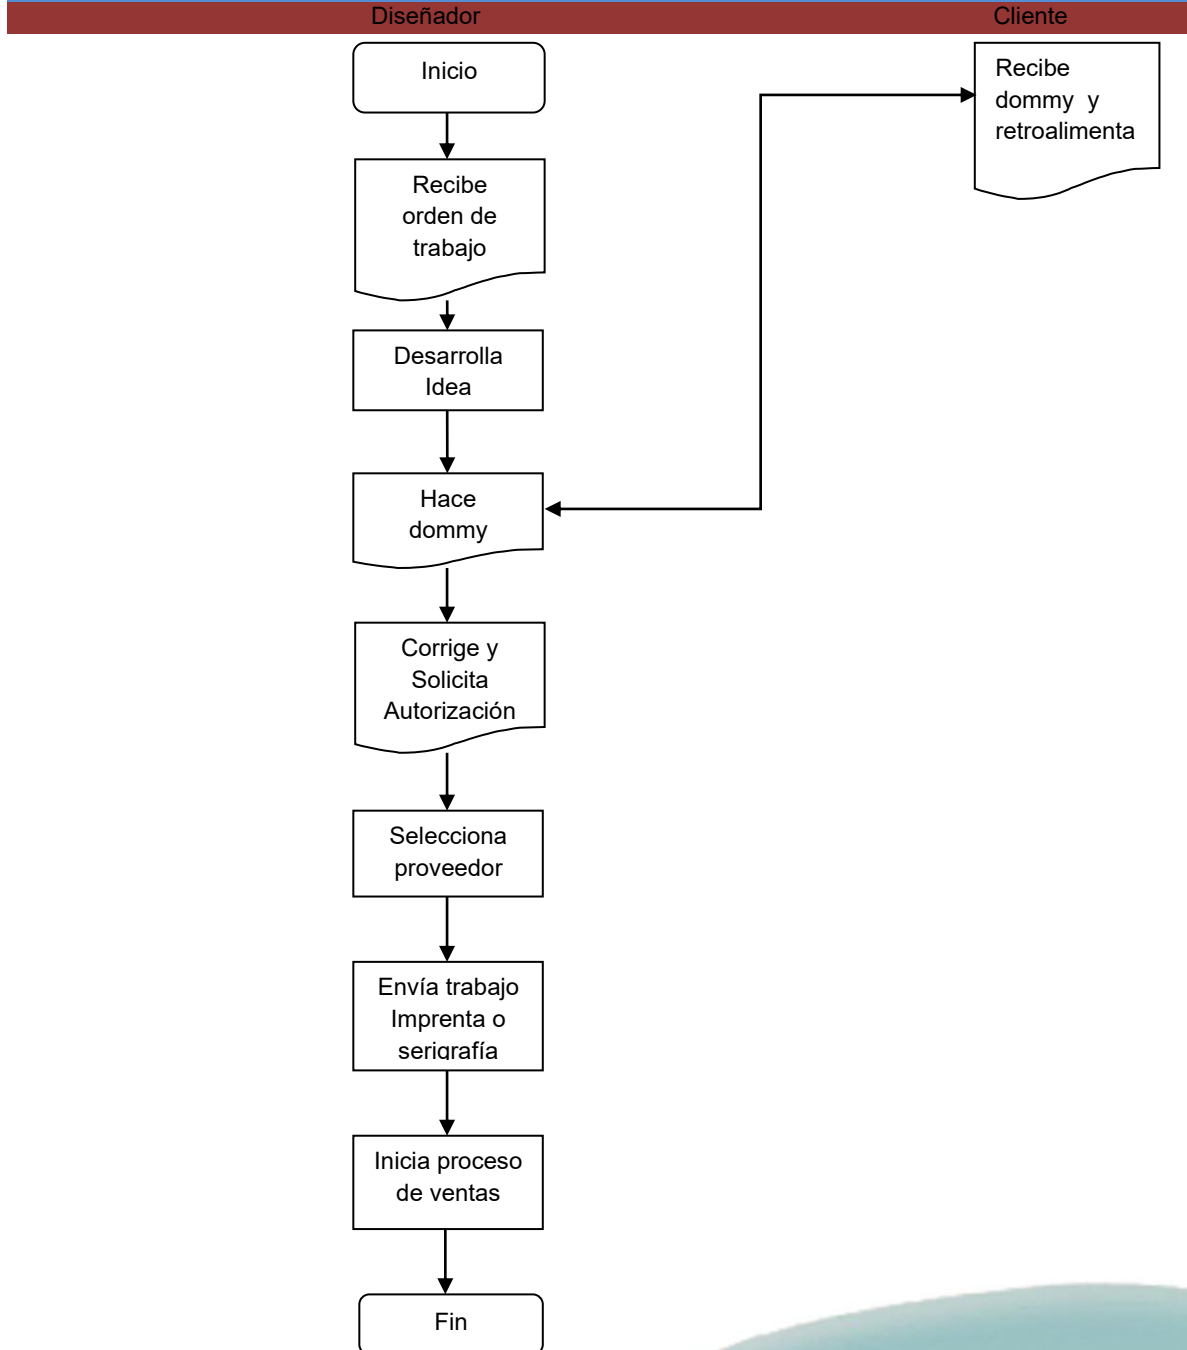 Diseñador Cliente
Inicio
Recibe
dommy y
retroalimenta
Recibe
orden de
trabajo
Desarrolla
Idea
Hace
dommy
Corrige y
Solicita
Autorización
Selecciona
proveedor
Envía trabajo
Imprenta o
serigrafía
Inicia proceso
de ventas
Fin